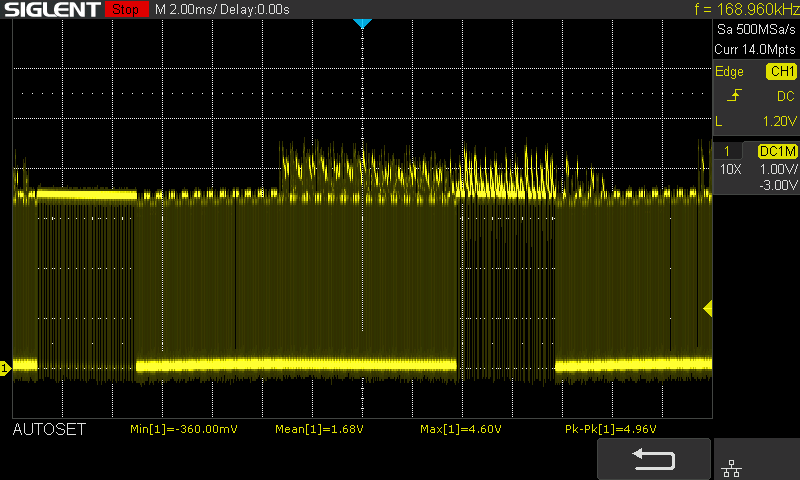 SIGLENT Stop M 2.00ms/ Delay:0.00s f = 168.960kHz
Sa 500MSa/s
Curr 14.0Mpts
Edge CH1
DC
L 1.20V
1 DC1M
10X 1.00V/
-3.00V
1
AUTOSET Min[1]=-360.00mV Mean[1]=1.68V Max[1]=4.60V Pk-Pk[1]=4.96V